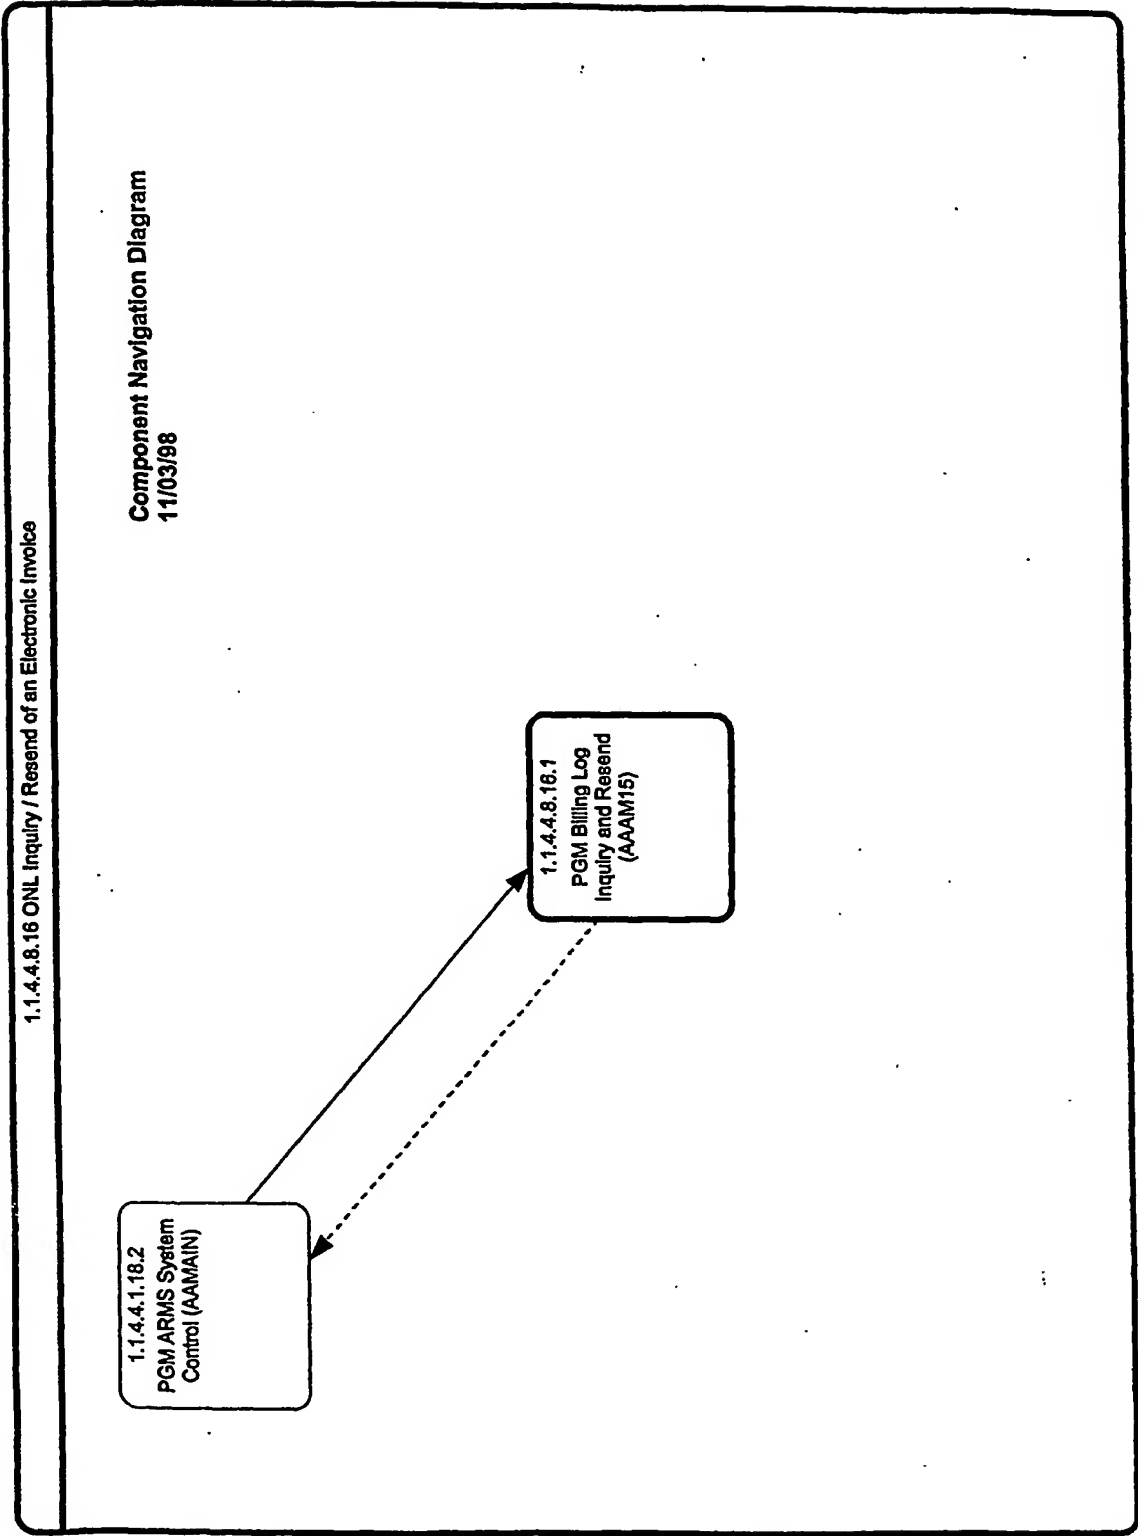 1.1.4.4.8.16 ONL Inquiry / Resend of an Electronic Invoice
Component Navigation Diagram
11/03/98
1.1.4.4.1.18.2
PGM ARMS System
Control (AAMAIN)
1.1.4.4.8.16.1
PGM Billing Log
Inquiry and Resend
(AAAM15)